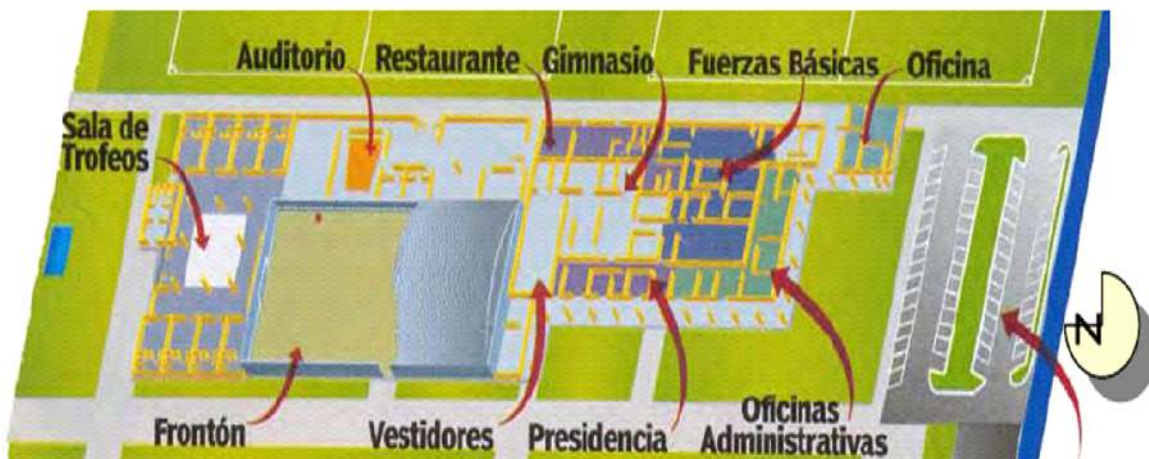 Auditorio Restaurante Gimnasio Fuerzas Básicas Oficina
Sala de
Trofeos
Frontón Vestidores Presidencia Oficinas
Administrativas
N